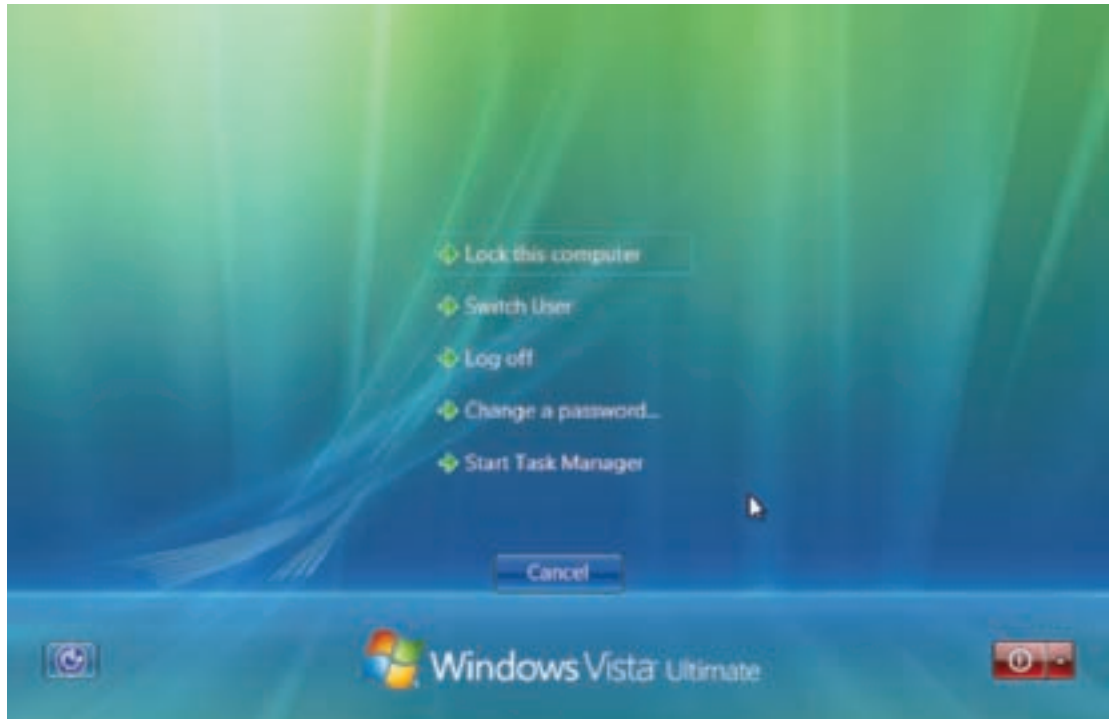 Lock this computer
Switch User
Log off
Change a password...
Start Task Manager
Cancel
Windows Vista Ultimate